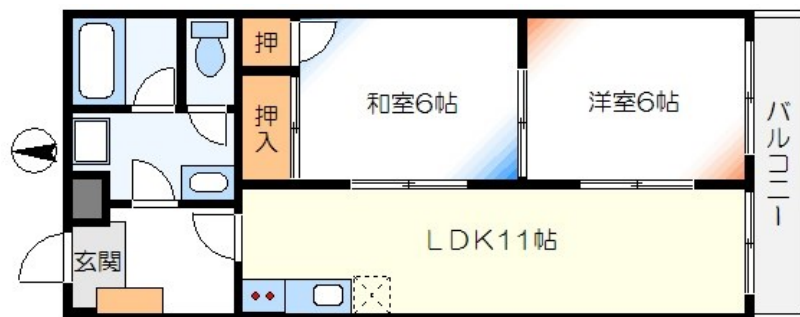 押
押入
和室6帖
洋室6帖
バルコニー
LDK11帖
玄関